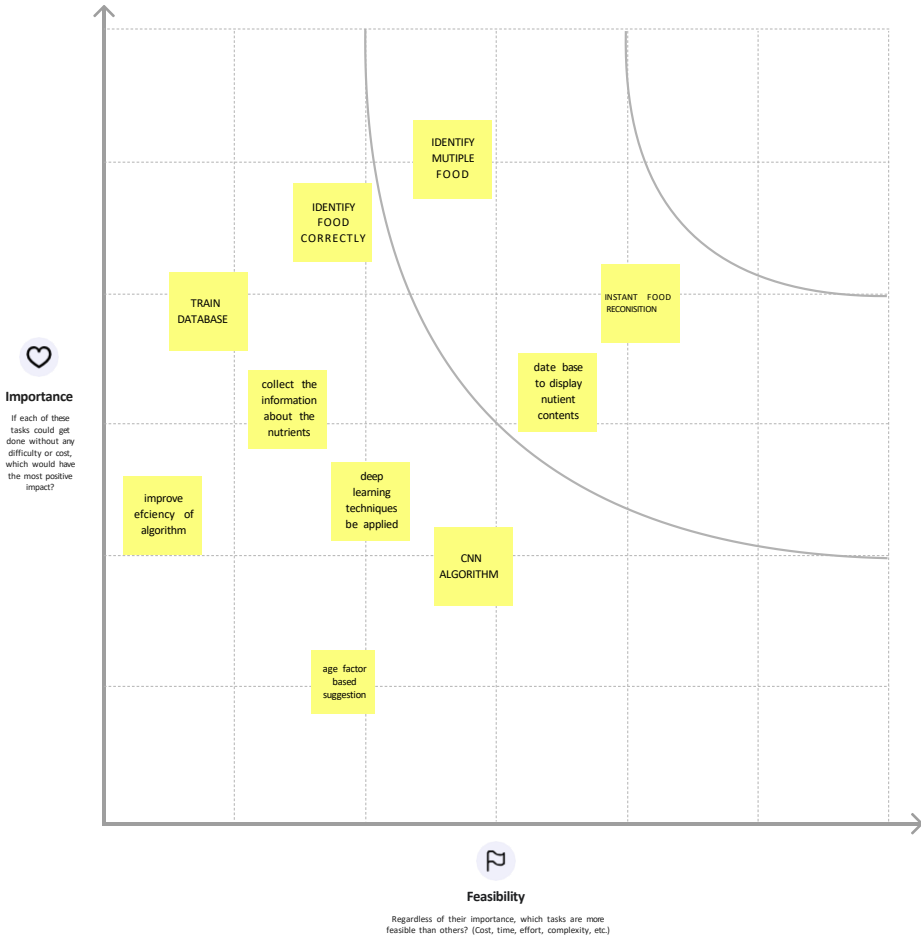 IDENTIFY
MUTIPLE
FOOD
IDENTIFY
FOOD
CORRECTLY
TRAIN
DATABASE
INSTANT FOOD
RECONISITION
date base
to display
nutient
contents
collect the
information
about the
nutrients
deep
learning
techniques
be applied
improve
efciency of
algorithm
CNN
ALGORITHM
age factor
based
suggestion
Importance
If each of these
tasks could get
done without any
difficulty or cost,
which would have
the most positive
impact?
Feasibility
Regardless of their importance, which tasks are more
feasible than others? (Cost, time, effort, complexity, etc.)